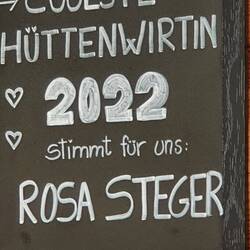 →COOLSTE
HÜTTENWIRTIN
2022
stimmt für uns:
ROSA STEGER